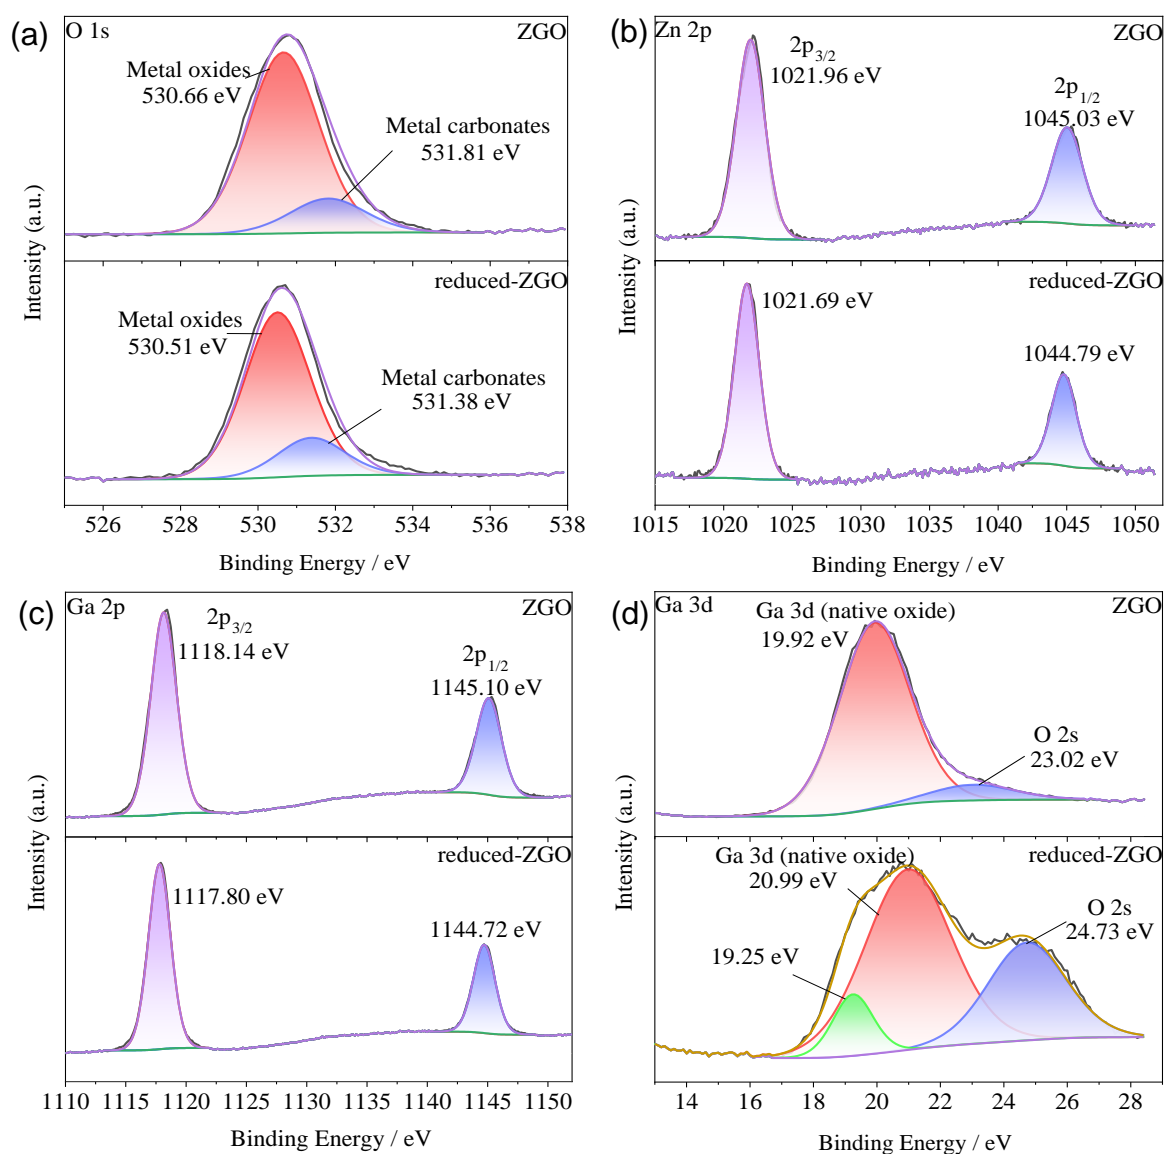 (a)
O 1s
ZGO
Metal oxides
530.66 eV
Metal carbonates
531.81 eV
reduced-ZGO
Metal oxides
530.51 eV
Metal carbonates
531.38 eV
Intensity (a.u.)
526 528 530 532 534 536 538
Binding Energy / eV
(b)
Zn 2p
ZGO
2p3/2
1021.96 eV
2p1/2
1045.03 eV
reduced-ZGO
1021.69 eV
1044.79 eV
Intensity (a.u.)
1015 1020 1025 1030 1035 1040 1045 1050
Binding Energy / eV
(c)
Ga 2p
ZGO
2p3/2
1118.14 eV
2p1/2
1145.10 eV
reduced-ZGO
1117.80 eV
1144.72 eV
Intensity (a.u.)
1110 1115 1120 1125 1130 1135 1140 1145 1150
Binding Energy / eV
(d)
Ga 3d
ZGO
Ga 3d (native oxide)
19.92 eV
O 2s
23.02 eV
reduced-ZGO
Ga 3d (native oxide)
20.99 eV
O 2s
24.73 eV
19.25 eV
Intensity (a.u.)
14 16 18 20 22 24 26 28
Binding Energy / eV